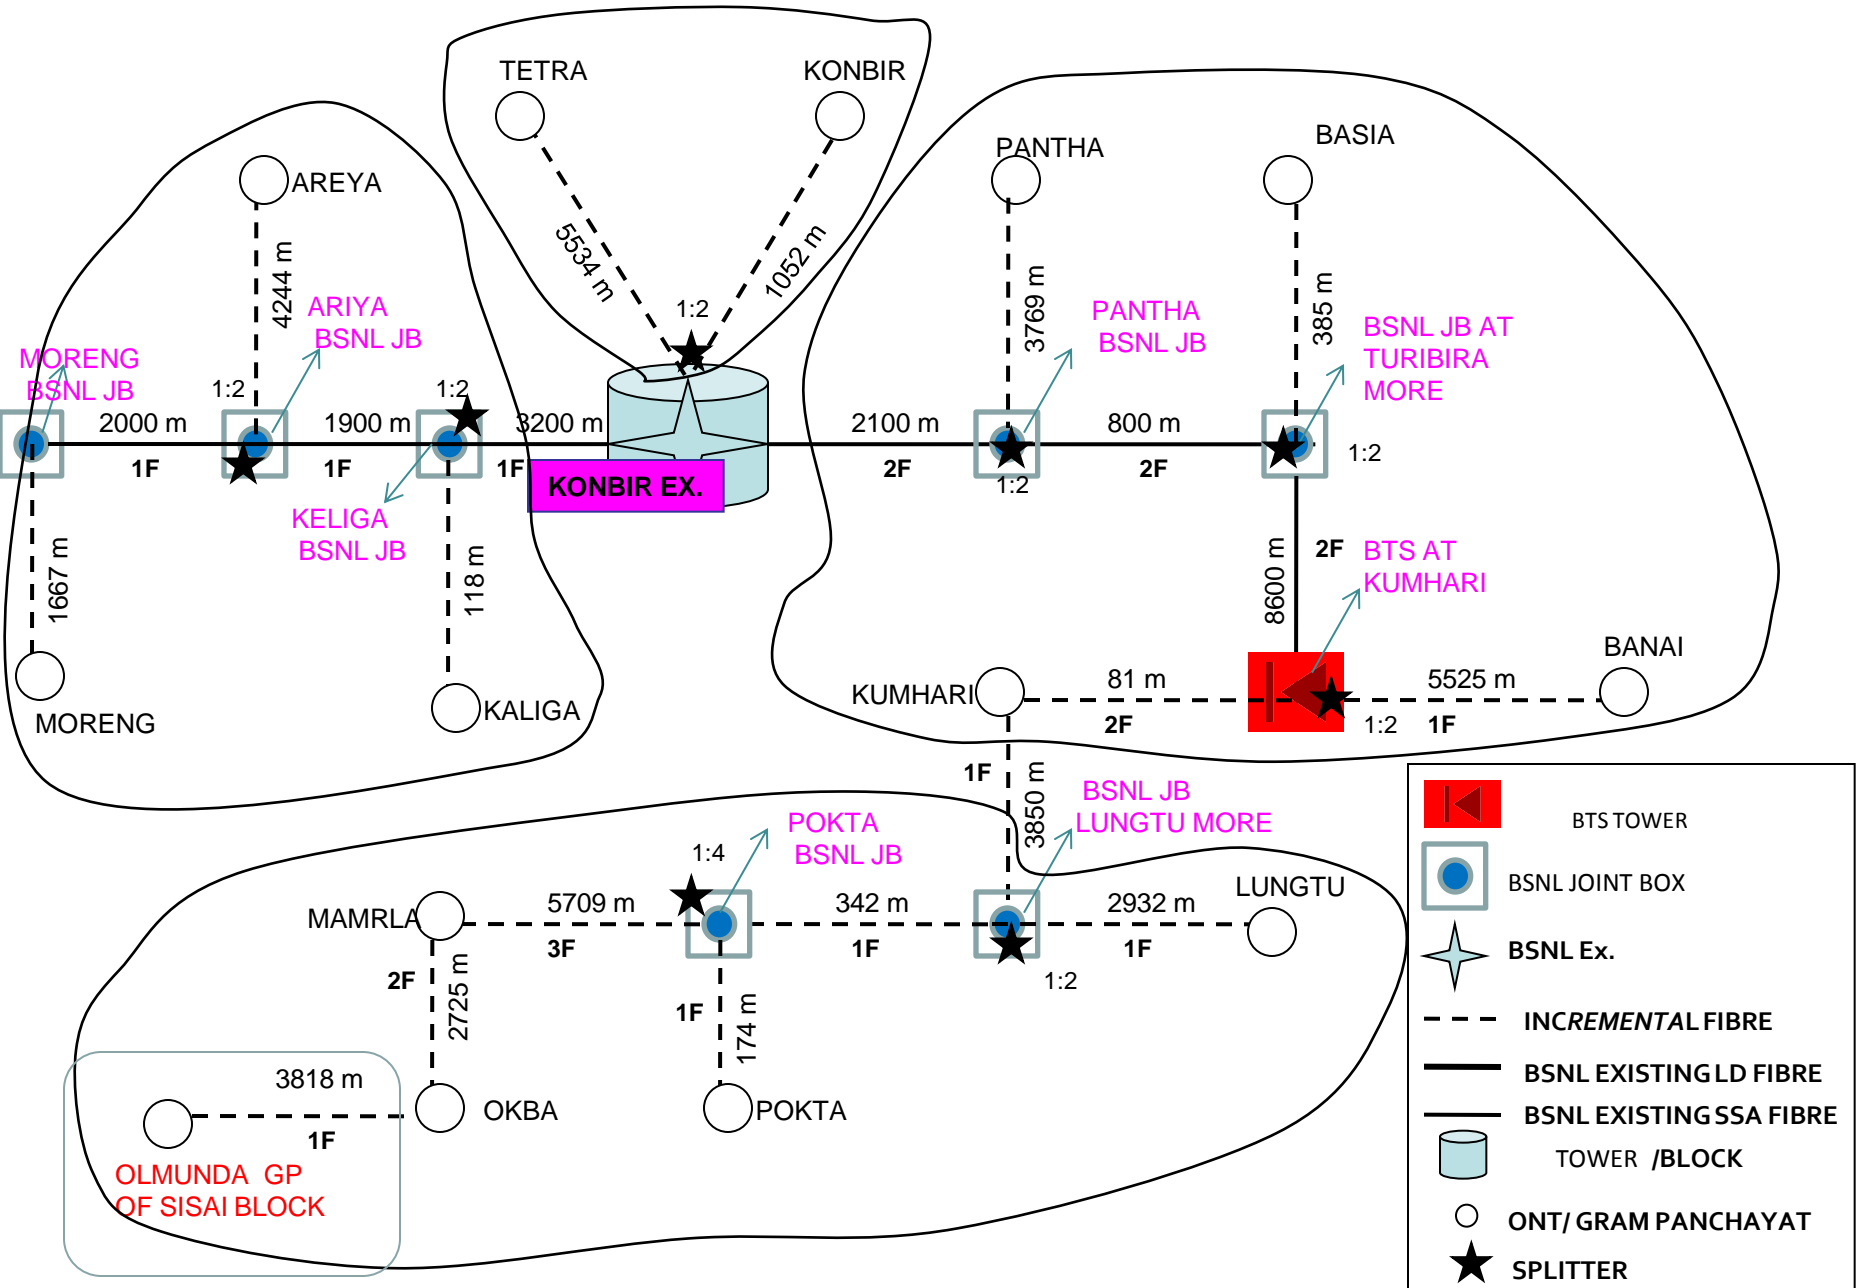 TETRA
KONBIR
5534 m
1052 m
1:2
AREYA
4244 m
ARIYA
BSNL JB
MORENG
BSNL JB
1:2
1:2
2000 m
1900 m
3200 m
1F
1F
1F
KONBIR EX.
KELIGA
BSNL JB
1667 m
118 m
MORENG
KALIGA
PANTHA
BASIA
3769 m
385 m
PANTHA
BSNL JB
BSNL JB AT
TURIBIRA
MORE
2100 m
800 m
1:2
2F
2F
1:2
8600 m
2F
BTS AT
KUMHARI
KUMHARI
81 m
2F
5525 m
1:2
1F
BANAI
1F
3850 m
BSNL JB
LUNGTU MORE
POKTA
BSNL JB
1:4
MAMRLA
5709 m
3F
342 m
1F
2932 m
1F
LUNGTU
1:2
2F
2725 m
1F
174 m
3818 m
1F
OKBA
POKTA
OLMUNDA GP
OF SISAI BLOCK
BTS TOWER
BSNL JOINT BOX
BSNL Ex.
INCREMENTAL FIBRE
BSNL EXISTING LD FIBRE
BSNL EXISTING SSA FIBRE
TOWER /BLOCK
ONT/ GRAM PANCHAYAT
SPLITTER